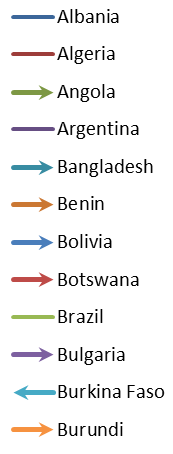 Albania
Algeria
Angola
Argentina
Bangladesh
Benin
Bolivia
Botswana
Brazil
Bulgaria
Burkina Faso
Burundi